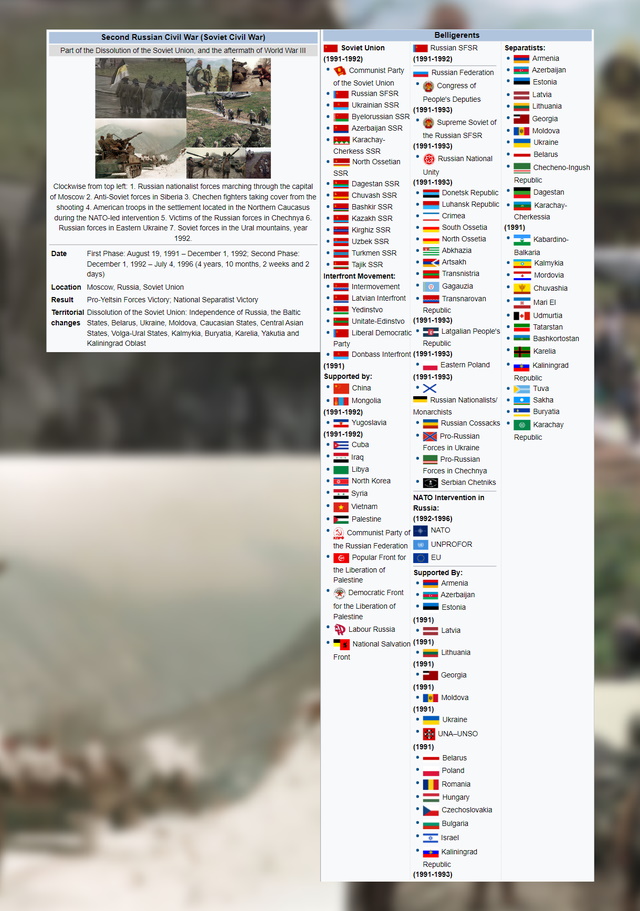 Second Russian Civil War (Soviet Civil War)
Part of the Dissolution of the Soviet Union, and the aftermath of World War III
Clockwise from top left: 1. Russian nationalist forces marching through the capital
of Moscow 2. Anti-Soviet forces in Siberia 3. Chechen fighters taking cover from the
shooting 4. American troops in the settlement located in the Northern Caucasus
during the NATO-led intervention 5. Victims of the Russian forces in Chechnya 6.
Russian forces in Eastern Ukraine 7. Soviet forces in the Ural mountains, year
1992.
Date First Phase: August 19, 1991 – December 1, 1992; Second Phase:
December 1, 1992 – July 4, 1996 (4 years, 10 months, 2 weeks and 2
days)
Location Moscow, Russia, Soviet Union
Result Pro-Yeltsin Forces Victory; National Separatist Victory
Territorial changes Dissolution of the Soviet Union: Independence of Russia, the Baltic
States, Belarus, Ukraine, Moldova, Caucasian States, Central Asian
States, Volga-Ural States, Kalmykia, Buryatia, Karelia, Yakutia and
Kaliningrad Oblast
Belligerents
Soviet Union
(1991-1992)
Communist Party
of the Soviet Union
Russian SFSR
Ukrainian SSR
Byelorussian SSR
Azerbaijan SSR
Karachay-
Cherkess SSR
North Ossetian
SSR
Dagestan SSR
Chuvash SSR
Bashkir SSR
Kazakh SSR
Kirghiz SSR
Uzbek SSR
Turkmen SSR
Tajik SSR
Interfront Movement:
Intermovement
Latvian Interfront
Yedinstvo
Unitate-Edinstvo
Liberal Democratic
Party
Donbass Interfront
(1991)
Supported by:
China
Mongolia
(1991-1992)
Yugoslavia
(1991-1992)
Cuba
Iraq
Libya
North Korea
Syria
Vietnam
Palestine
Communist Party of
the Russian Federation
Popular Front for
the Liberation of
Palestine
Democratic Front
for the Liberation of
Palestine
Labour Russia
National Salvation
Front
Russian SFSR
(1991-1992)
Russian Federation
Congress of
People's Deputies
(1991-1993)
Supreme Soviet of
the Russian SFSR
(1991-1993)
Russian National
Unity
(1991-1993)
Donetsk Republic
Luhansk Republic
Crimea
South Ossetia
North Ossetia
Abkhazia
Artsakh
Transnistria
Gagauzia
Transnarovan
Republic
(1991-1993)
Latgalian People's
Republic
(1991-1993)
Eastern Poland
(1991-1993)
Russian Nationalists/
Monarchists
Russian Cossacks
Pro-Russian
Forces in Ukraine
Pro-Russian
Forces in Chechnya
Serbian Chetniks
NATO Intervention in
Russia:
(1992-1996)
NATO
UNPROFOR
EU
Supported By:
Armenia
Azerbaijan
Estonia
(1991)
Latvia
(1991)
Lithuania
(1991)
Georgia
(1991)
Moldova
(1991)
Ukraine
UNA–UNSO
(1991)
Belarus
Poland
Romania
Hungary
Czechoslovakia
Bulgaria
Israel
Kaliningrad
Republic
(1991-1993)
Separatists:
Armenia
Azerbaijan
Estonia
Latvia
Lithuania
Georgia
Moldova
Ukraine
Belarus
Checheno-Ingush
Republic
Dagestan
Karachay-
Cherkessia
(1991)
Kabardino-
Balkaria
Kalmykia
Mordovia
Chuvashia
Mari El
Udmurtia
Tatarstan
Bashkortostan
Karelia
Kaliningrad
Republic
Tuva
Sakha
Buryatia
Karachay
Republic